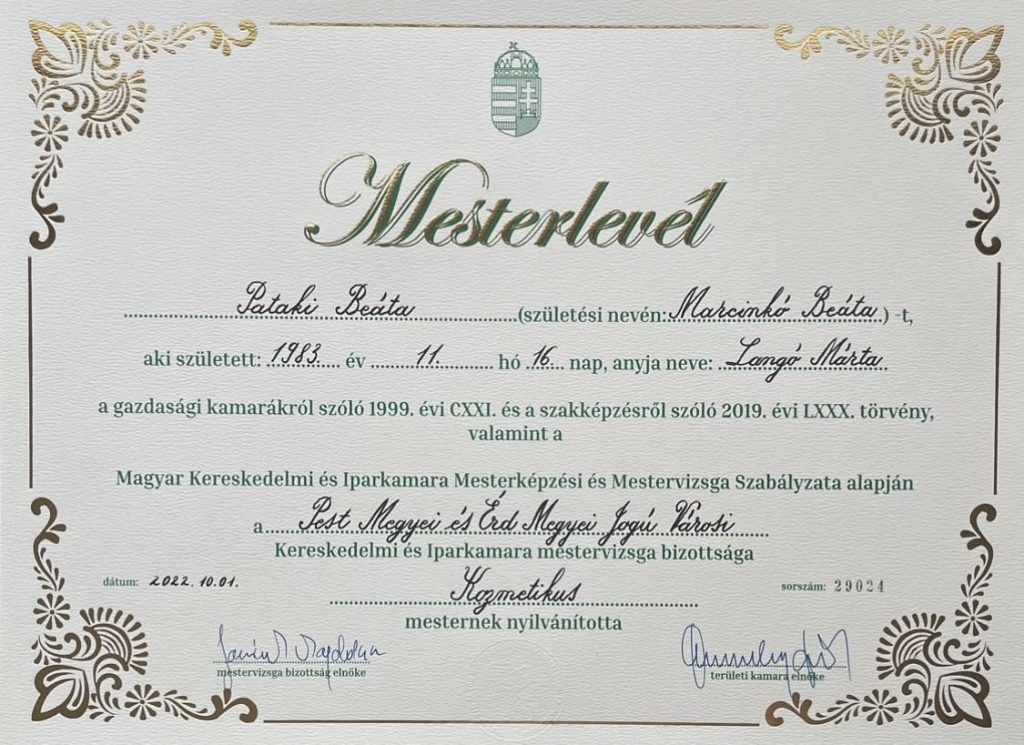 Mesterlevél
Pataki Beáta (születési nevén: Marcinkó Beáta ) -t,
aki született: 1983. év 11. hó 16. nap, anyja neve: Langó Márta
a gazdasági kamarákról szóló 1999. évi CXXI. és a szakképzésről szóló 2019. évi LXXX. törvény,
valamint a
Magyar Kereskedelmi és Iparkamara Mesterképzési és Mestervizsga Szabályzata alapján
a Pest Megyei és Érd Megyei Jogú Városi
Kereskedelmi és Iparkamara mestervizsga bizottsága
dátum: 2022.10.01.
Kozmetikus
sorszám: 29024
mesternek nyilvánította
mestervizsga bizottság elnöke
területi kamara elnöke